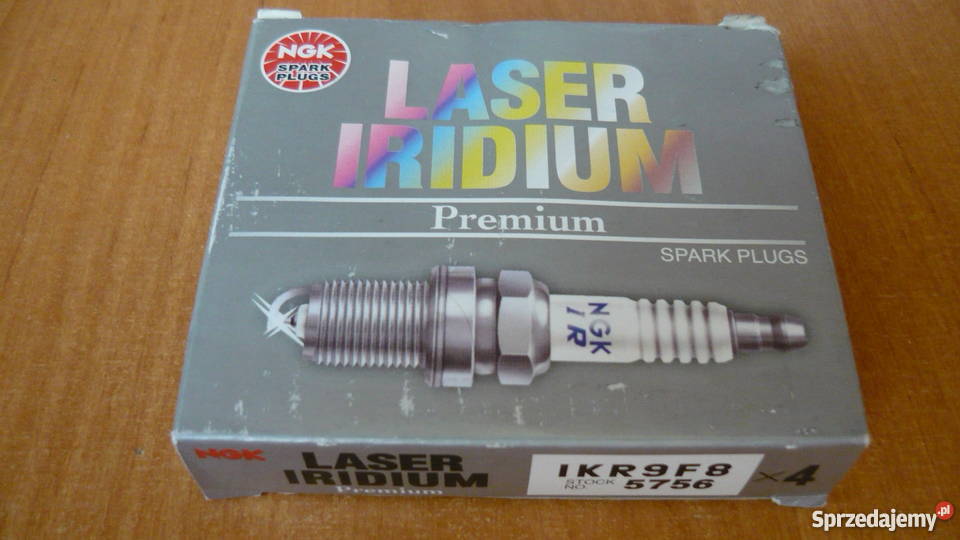 NGK
SPARK
PLUGS
LASER
IRIDIUM
Premium
SPARK PLUGS
NGK
IR
NGK
LASER
IRIDIUM
Premium
IKR9F8
STOCK
NO. 5756
×4
Sprzedajemy.pl